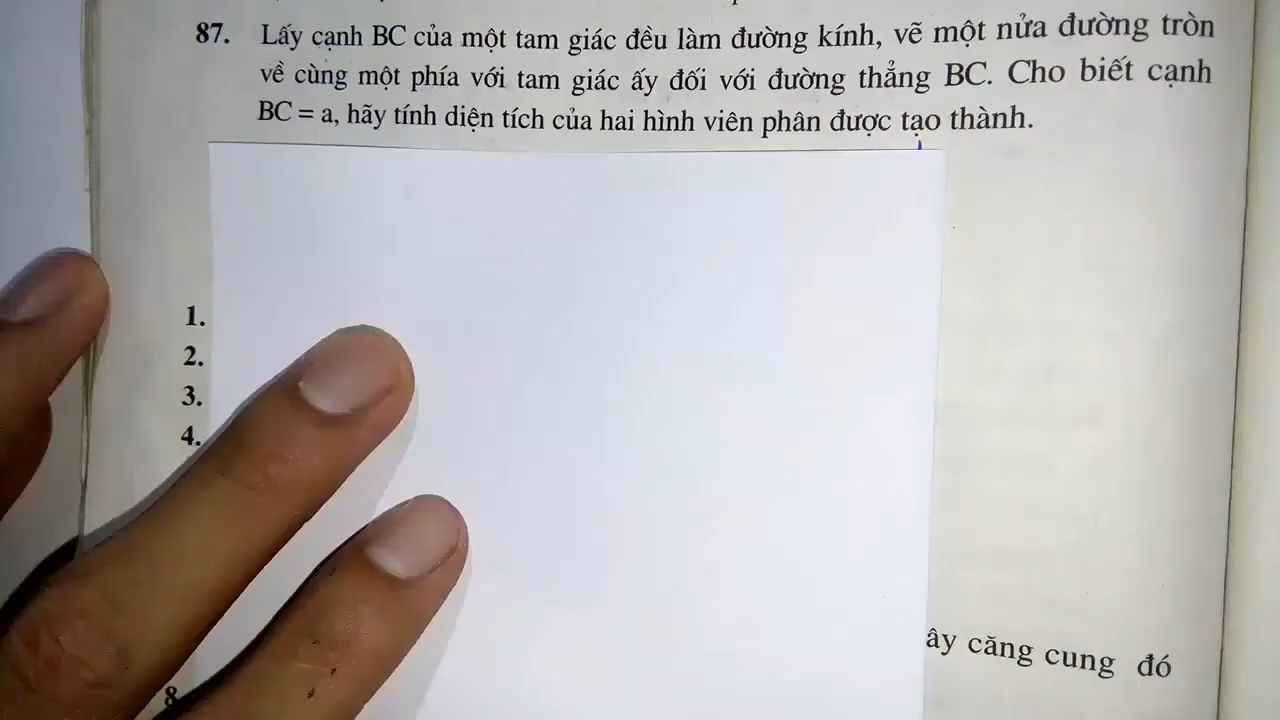 87. Lấy cạnh BC của một tam giác đều làm đường kính, vẽ một nửa đường tròn
về cùng một phía với tam giác ấy đối với đường thẳng BC. Cho biết cạnh
BC = a, hãy tính diện tích của hai hình viên phân được tạo thành.
1.
2.
3.
4.
ây căng cung đó
8